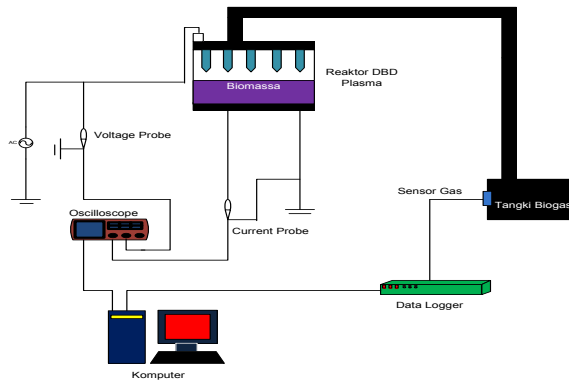 Reaktor DBD
Plasma
Biomassa
AC
Voltage Probe
Sensor Gas
Tangki Biogas
Oscilloscope
Current Probe
Data Logger
Komputer